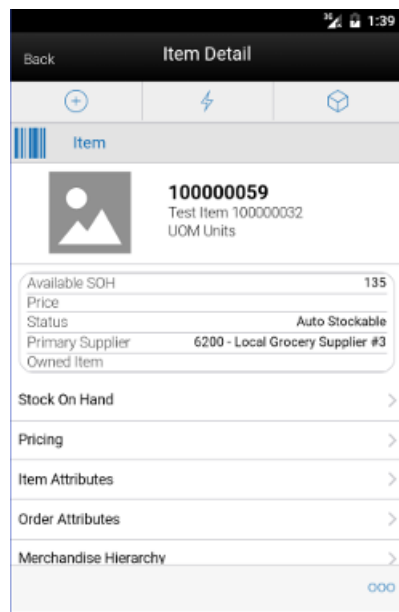 3G 1:39
Back Item Detail
Item
100000059
Test Item 100000032
UOM Units
Available SOH 135
Price
Status Auto Stockable
Primary Supplier 6200 - Local Grocery Supplier #3
Owned Item
Stock On Hand
Pricing
Item Attributes
Order Attributes
Merchandise Hierarchy